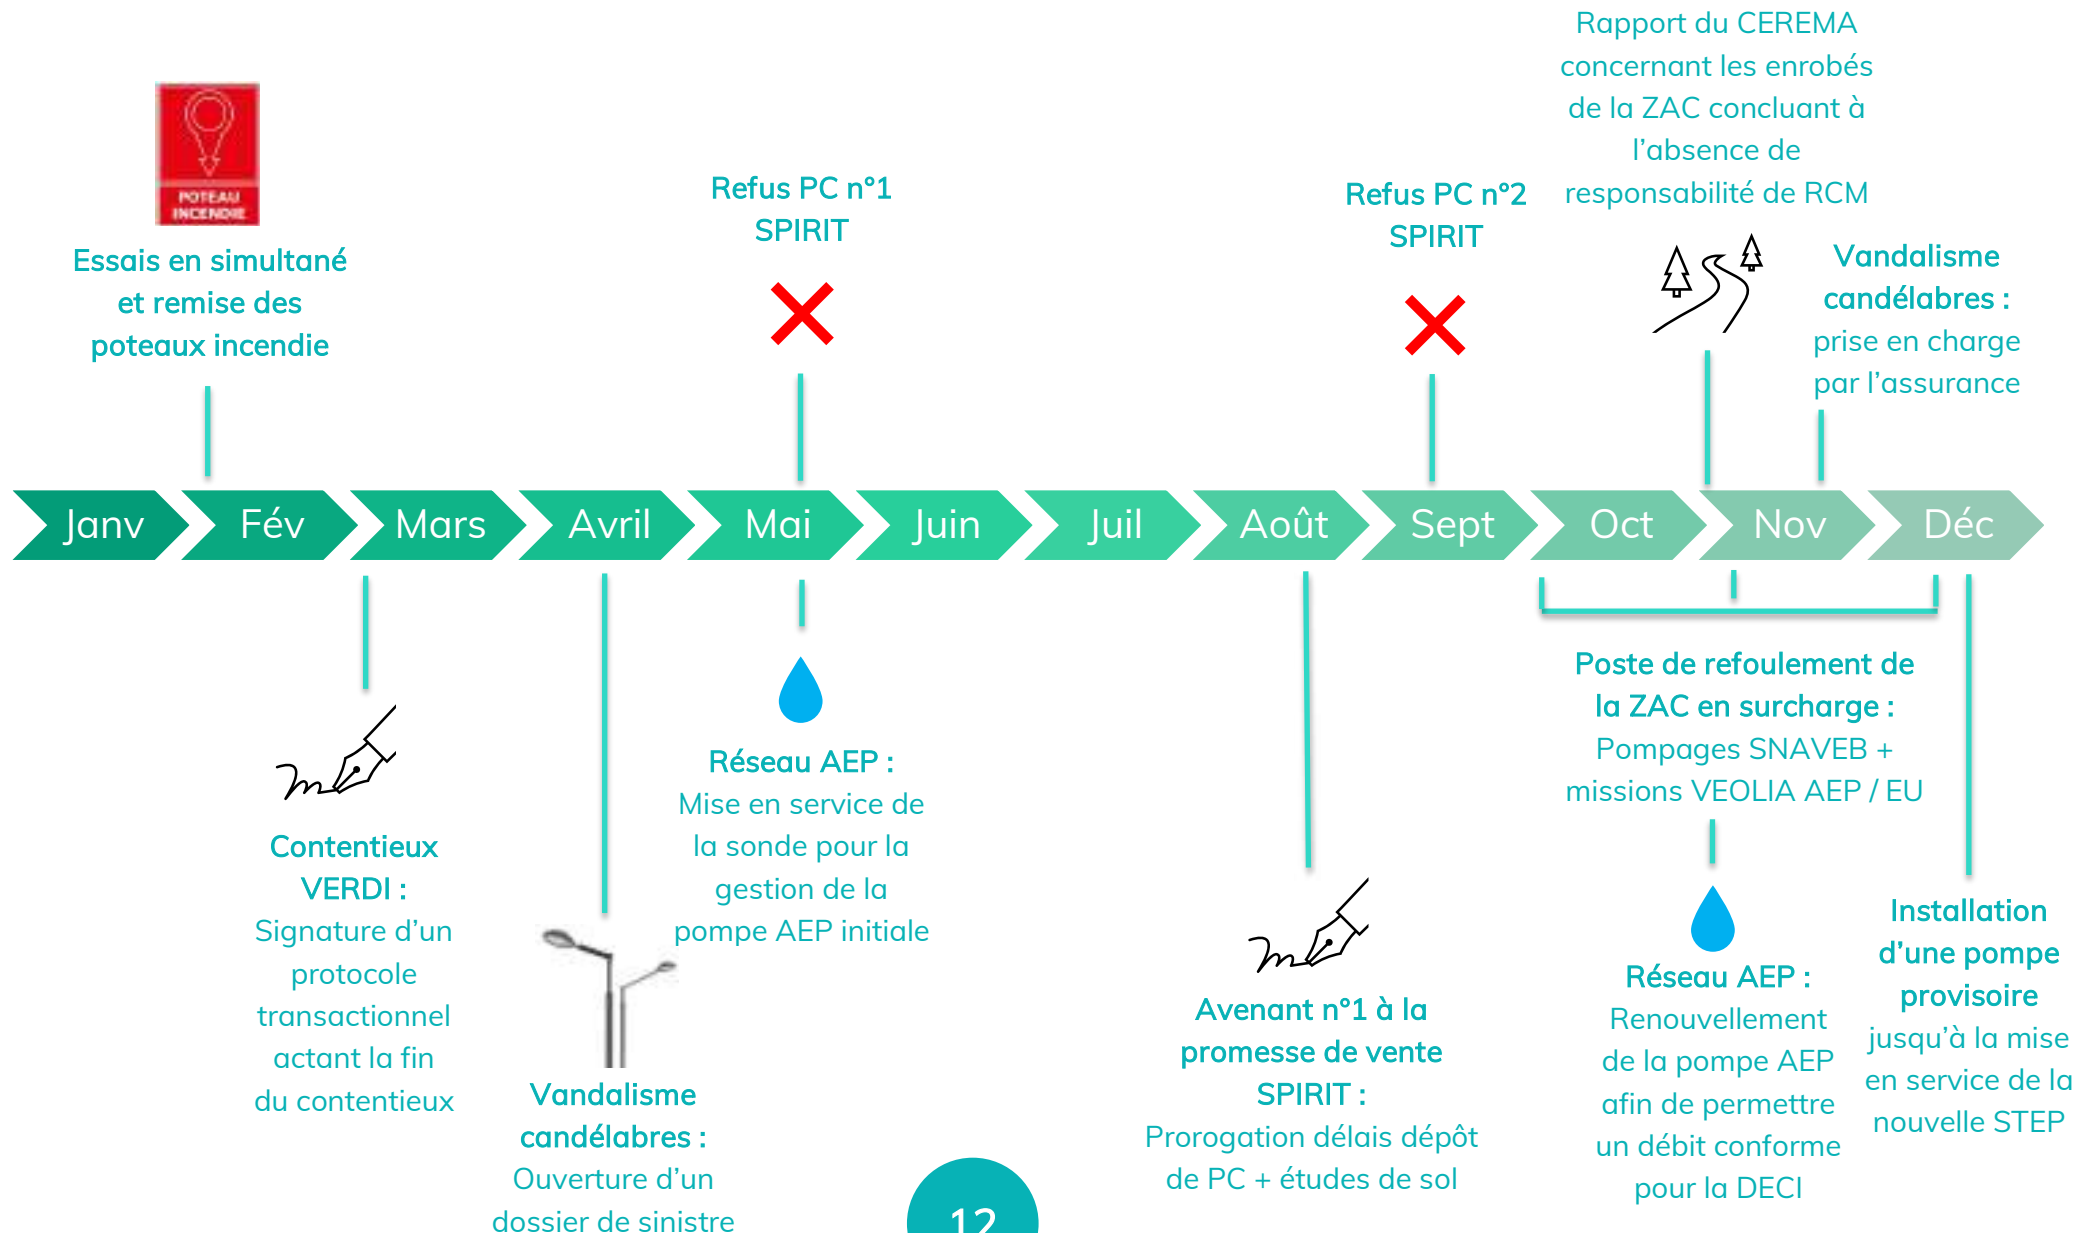 Rapport du CEREMA
concernant les enrobés
de la ZAC concluant à
l'absence de
responsabilité de RCM
POTEAU
INCENDIE
Essais en simultané
et remise des
poteaux incendie
Refus PC n°1
SPIRIT
Refus PC n°2
SPIRIT
Vandalisme
candélabres :
prise en charge
par l'assurance
Janv
Fév
Mars
Avril
Mai
Juin
Juil
Août
Sept
Oct
Nov
Déc
Contentieux
VERDI :
Signature d'un
protocole
transactionnel
actant la fin
du contentieux
Vandalisme
candélabres :
Ouverture d'un
dossier de sinistre
Réseau AEP :
Mise en service de
la sonde pour la
gestion de la
pompe AEP initiale
Avenant n°1 à la
promesse de vente
SPIRIT :
Prorogation délais dépôt
de PC + études de sol
Poste de refoulement de
la ZAC en surcharge :
Pompages SNAVEB +
missions VEOLIA AEP / EU
Réseau AEP :
Renouvellement
de la pompe AEP
afin de permettre
un débit conforme
pour la DECI
Installation
d'une pompe
provisoire
jusqu'à la mise
en service de la
nouvelle STEP
12